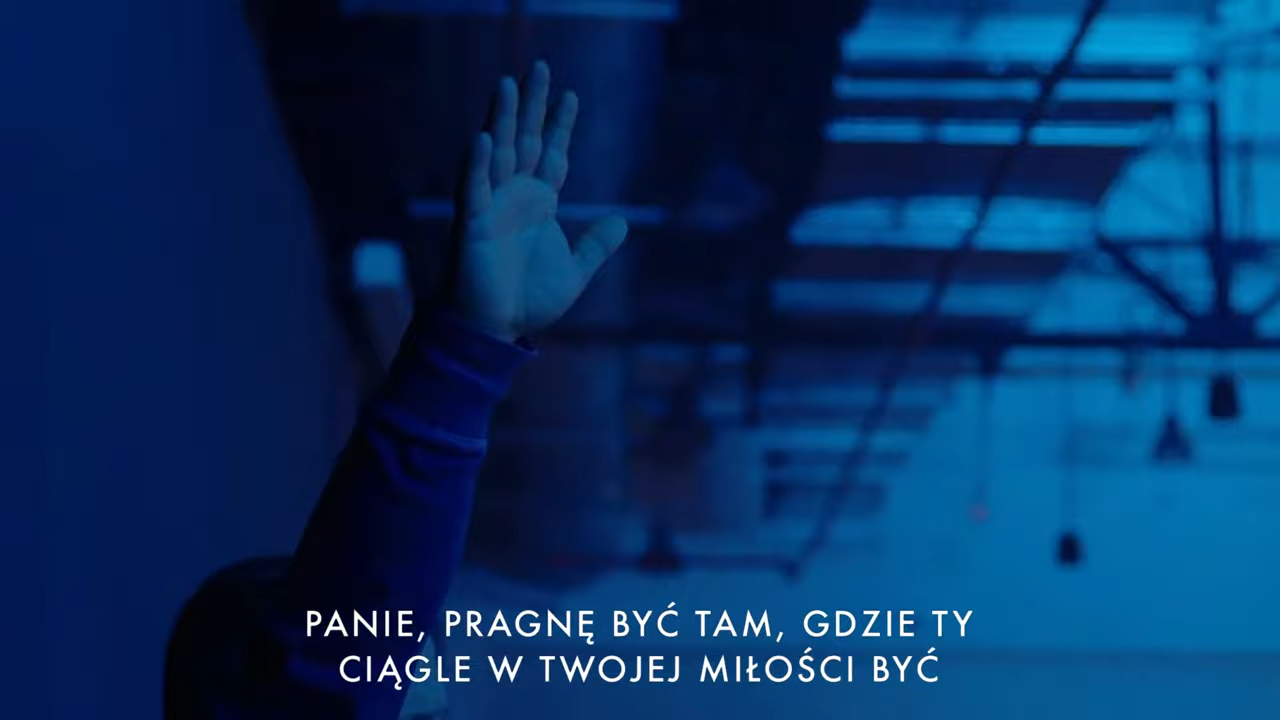 PANIE, PRAGNĘ BYĆ TAM, GDZIE TY
CIĄGLE W TWOJEJ MIŁOŚCI BYĆ